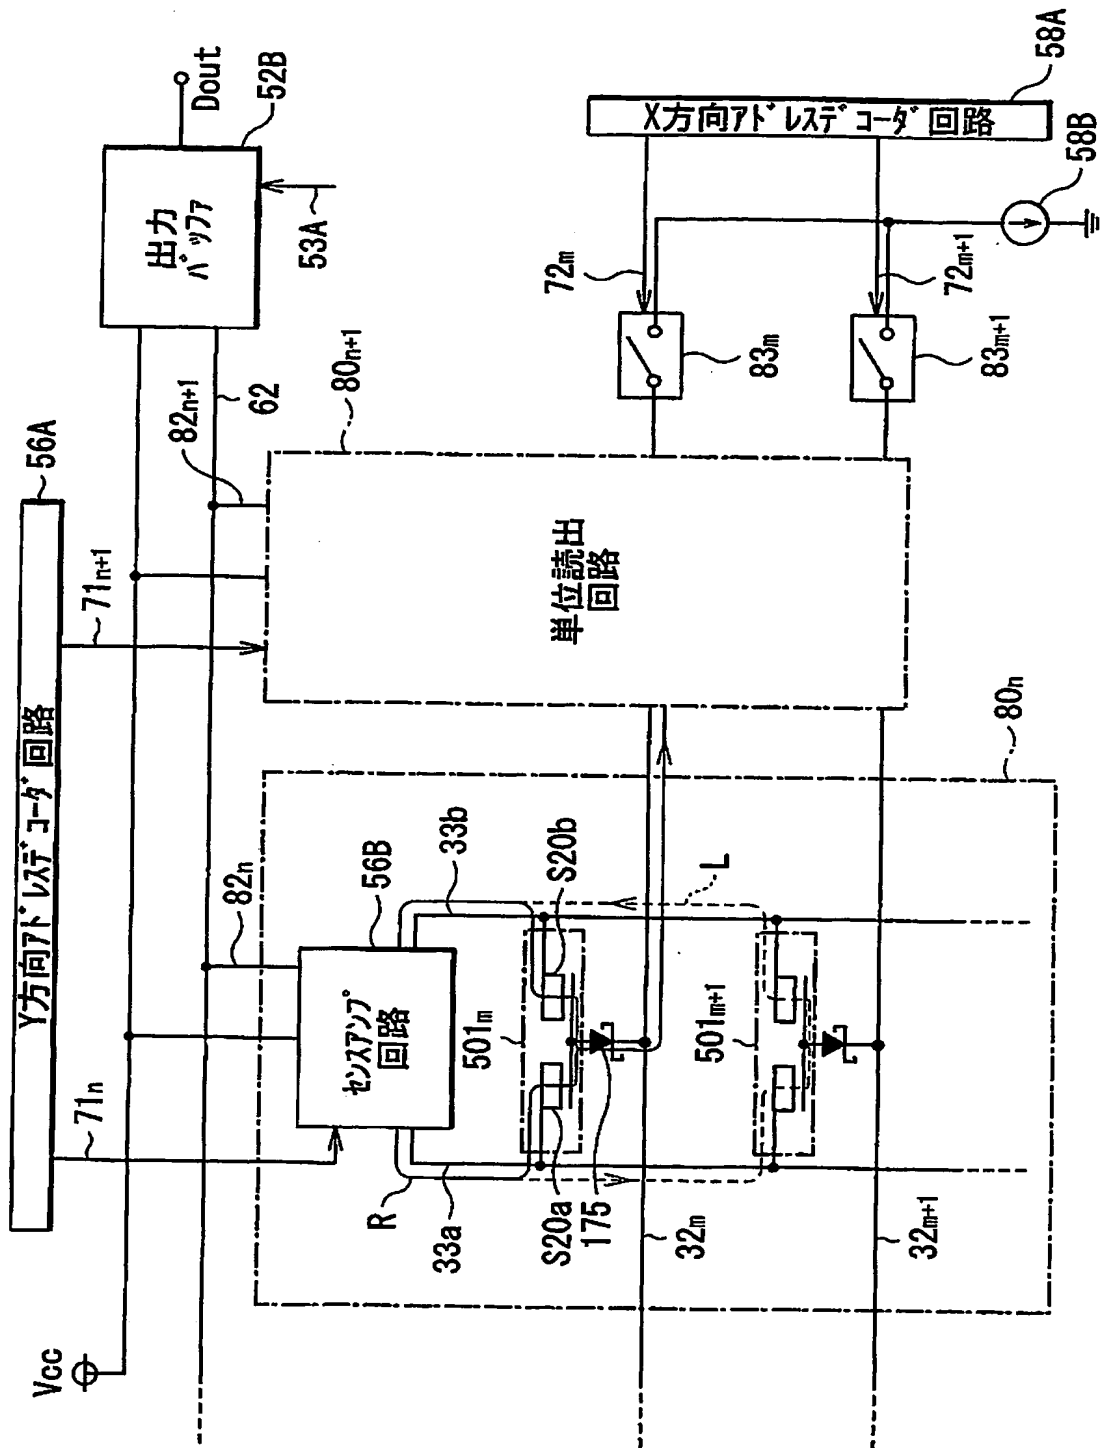 Y方向アドレスデコーダ回路
56A
Vcc
71n
71n+1
82n
82n+1
62
出力
バッファ
52B
Dout
53A
センスアンプ
回路
56B
33b
33a
R
L
S20a
S20b
175
501m
501m+1
32m
32m+1
80n
単位読出
回路
80n+1
83m
83m+1
72m
72m+1
X方向アドレスデコーダ回路
58A
58B